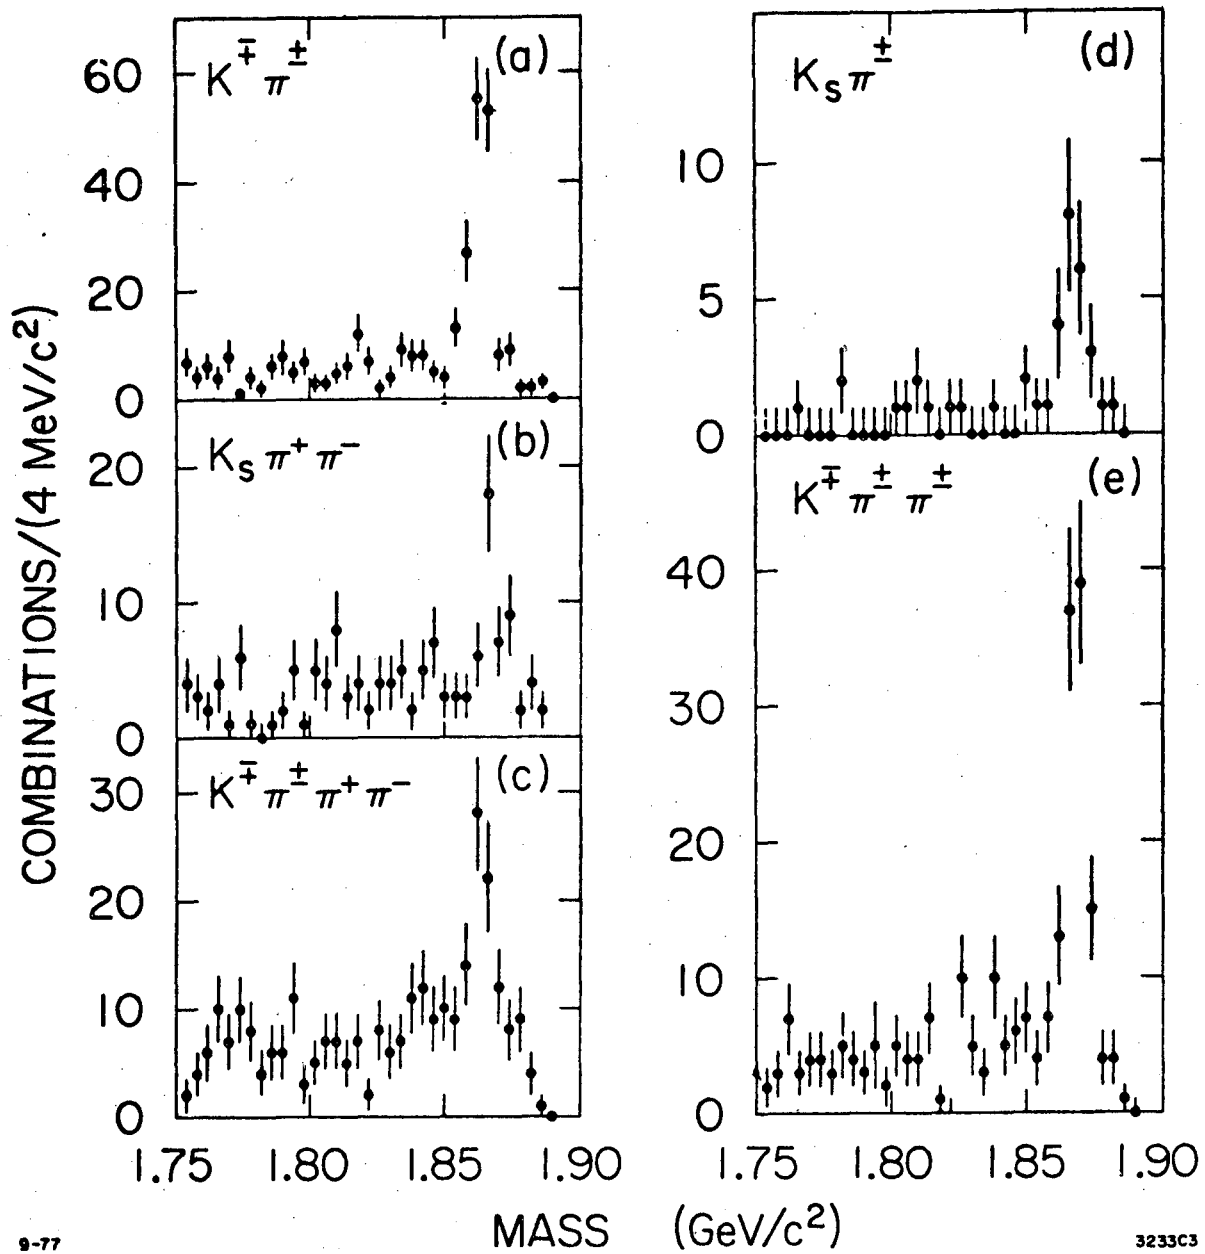 COMBINATIONS/(4 MeV/c²)
K∓ π± (a)
60
40
20
0
K_S π⁺ π⁻ (b)
20
10
0
K∓ π± π⁺ π⁻ (c)
30
20
10
0
1.75 1.80 1.85 1.90
K_S π± (d)
10
5
0
K∓ π± π± (e)
40
30
20
10
0
1.75 1.80 1.85 1.90
MASS (GeV/c²)
9-77
3233C3